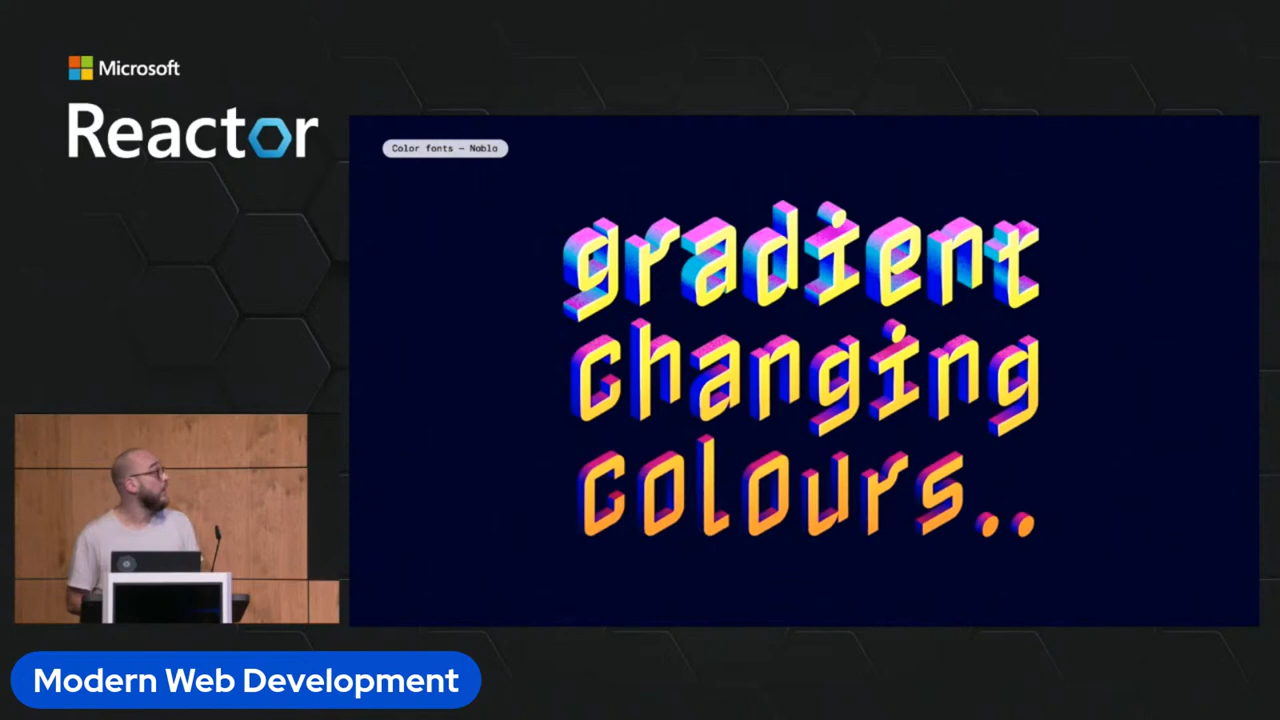 Microsoft
Reactor
Color fonts — Nabla
gradient
changing
colours..
Modern Web Development